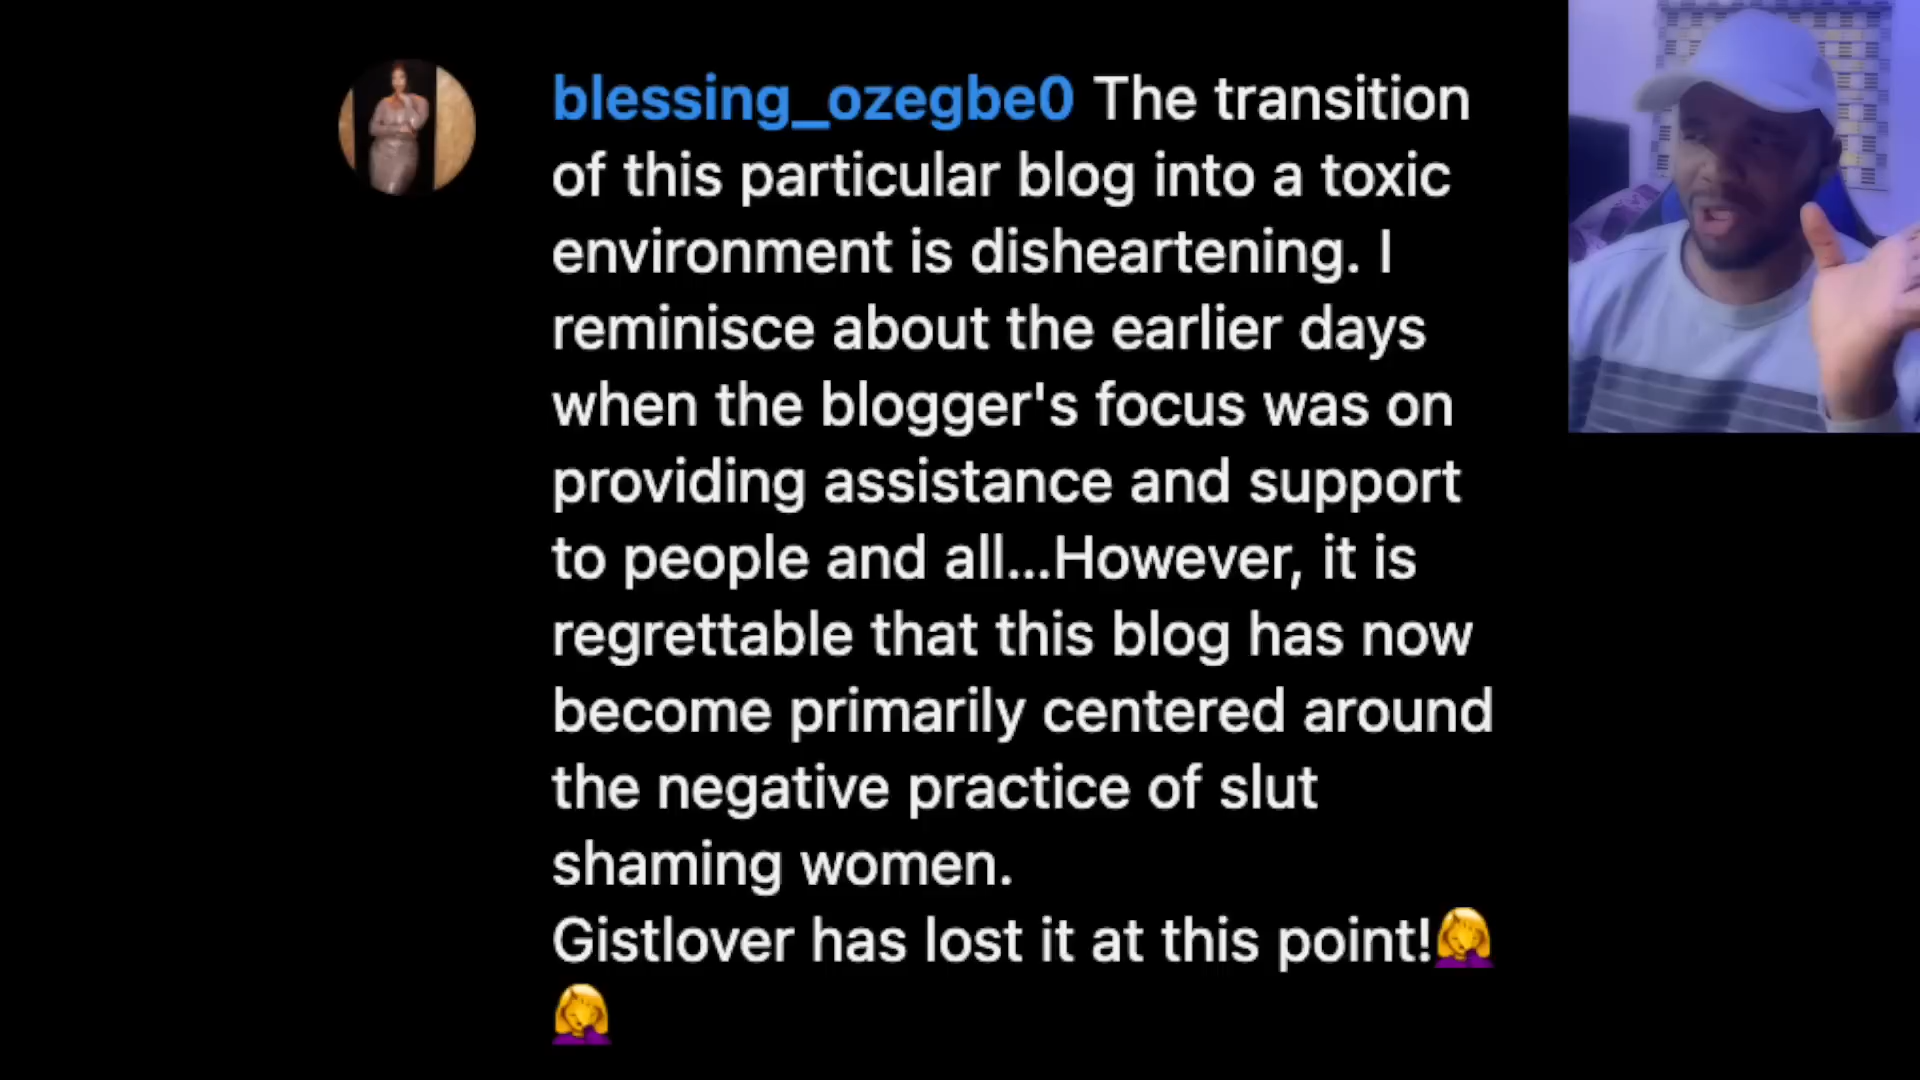 blessing_ozegbe0 The transition
of this particular blog into a toxic
environment is disheartening. I
reminisce about the earlier days
when the blogger's focus was on
providing assistance and support
to people and all...However, it is
regrettable that this blog has now
become primarily centered around
the negative practice of slut
shaming women.
Gistlover has lost it at this point!🤦‍♀️
🤦‍♀️